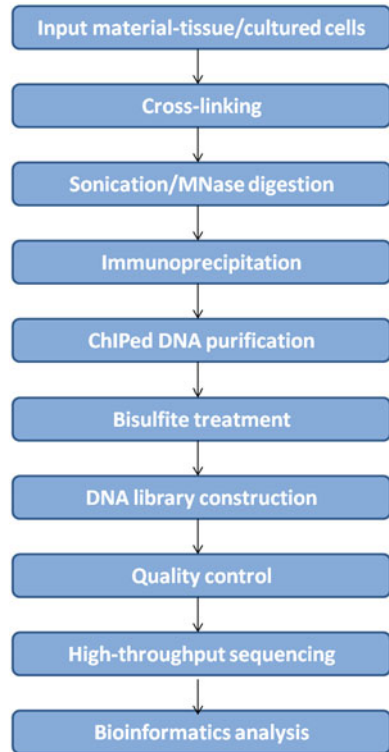 Input material-tissue/cultured cells
Cross-linking
Sonication/MNase digestion
Immunoprecipitation
ChIPed DNA purification
Bisulfite treatment
DNA library construction
Quality control
High-throughput sequencing
Bioinformatics analysis